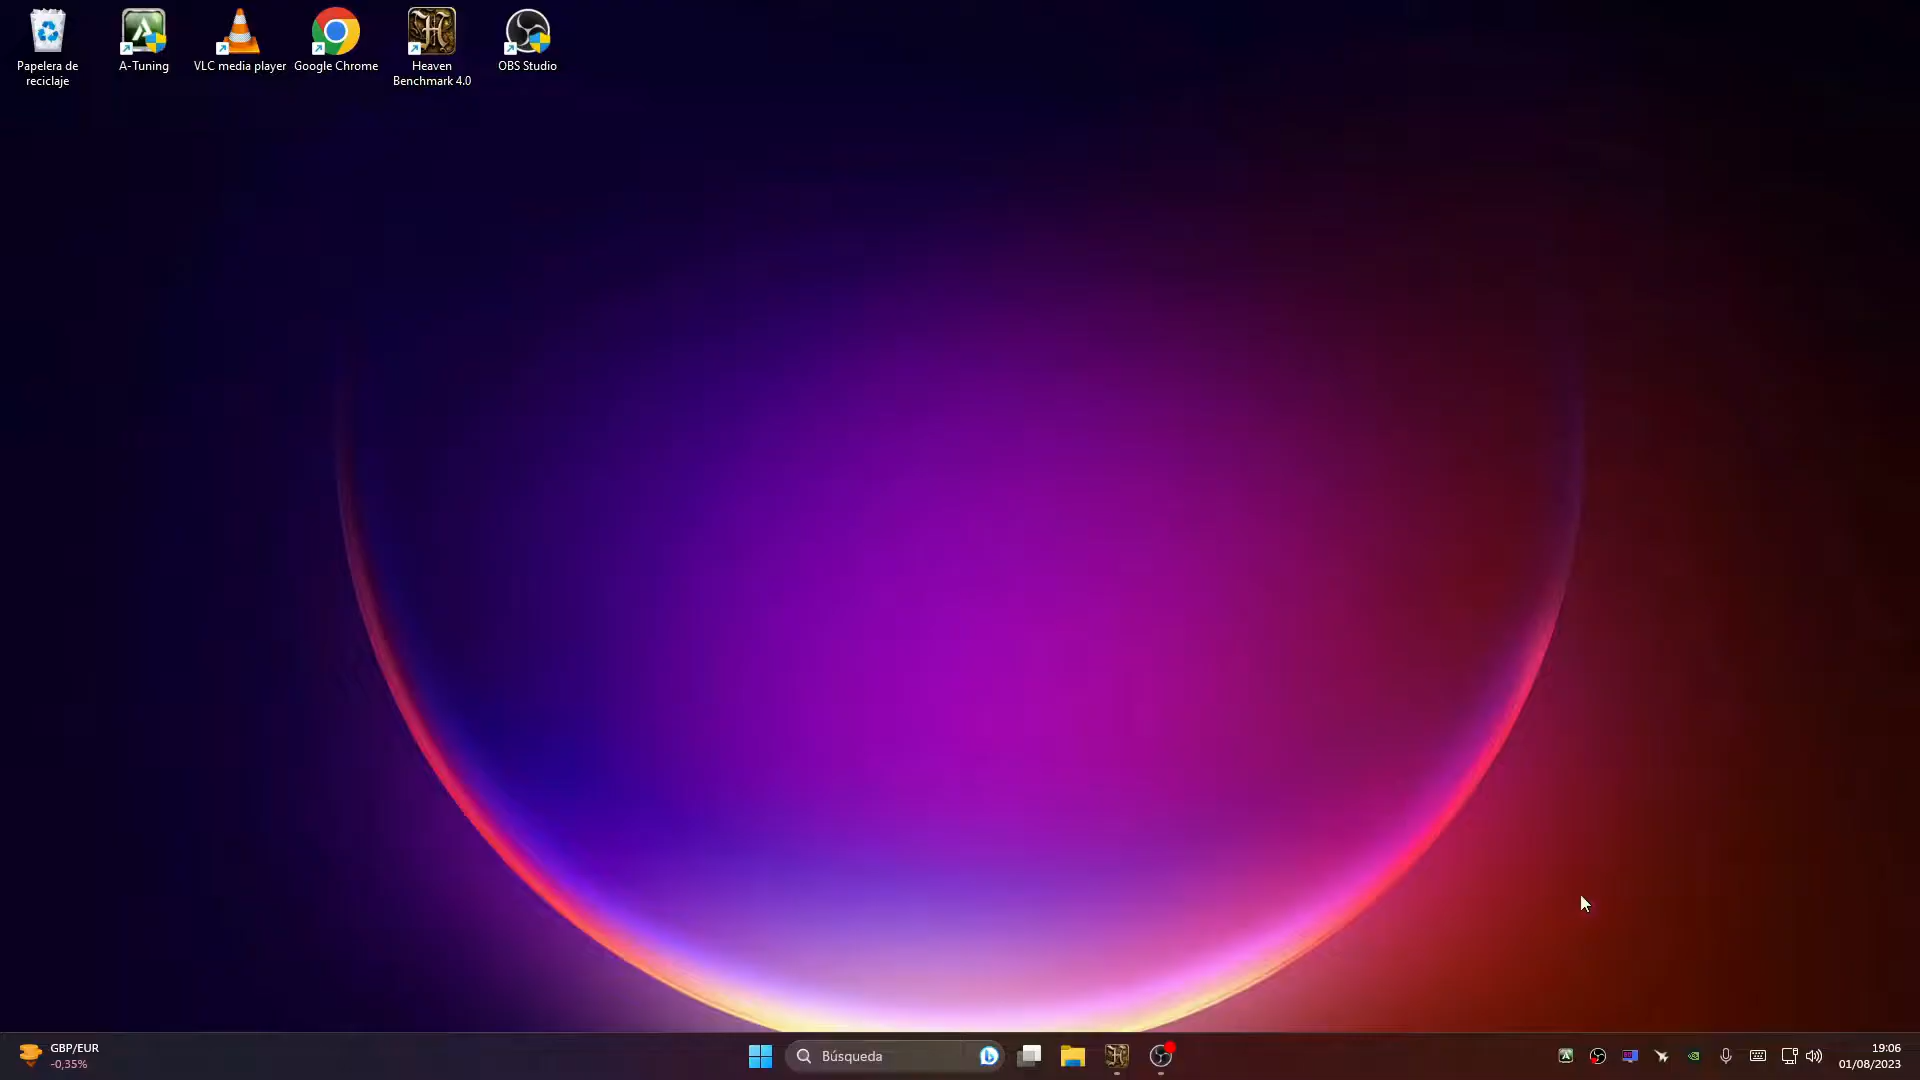 Papelera de
reciclaje
A-Tuning
VLC media player
Google Chrome
Heaven
Benchmark 4.0
OBS Studio
GBP/EUR
-0,35%
Búsqueda
19:06
01/08/2023